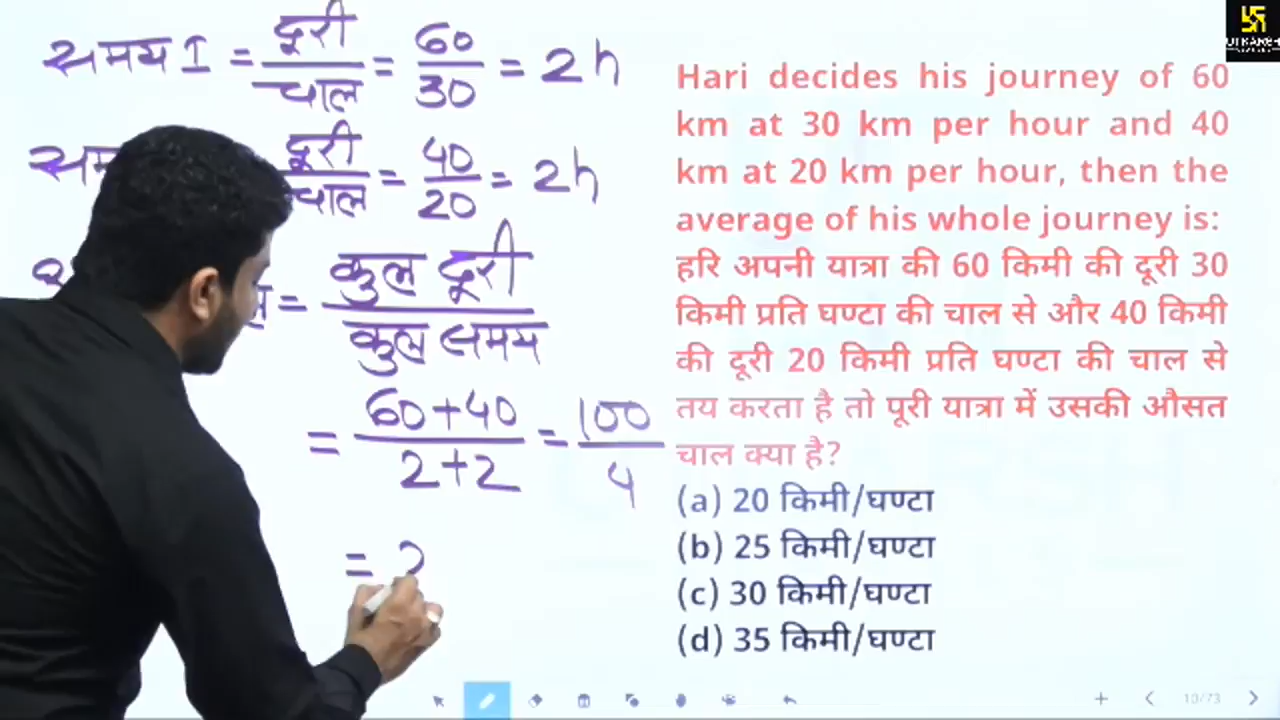 समय I = दूरी / चाल = 60 / 30 = 2h
दूरी / चाल = 40 / 20 = 2h
= कुल दूरी / कुल समय
= 60+40 / 2+2 = 100 / 4
= 2
UTKARSH
Hari decides his journey of 60
km at 30 km per hour and 40
km at 20 km per hour, then the
average of his whole journey is:
हरि अपनी यात्रा की 60 किमी की दूरी 30
किमी प्रति घण्टा की चाल से और 40 किमी
की दूरी 20 किमी प्रति घण्टा की चाल से
तय करता है तो पूरी यात्रा में उसकी औसत
चाल क्या है?
(a) 20 किमी/घण्टा
(b) 25 किमी/घण्टा
(c) 30 किमी/घण्टा
(d) 35 किमी/घण्टा
10/73